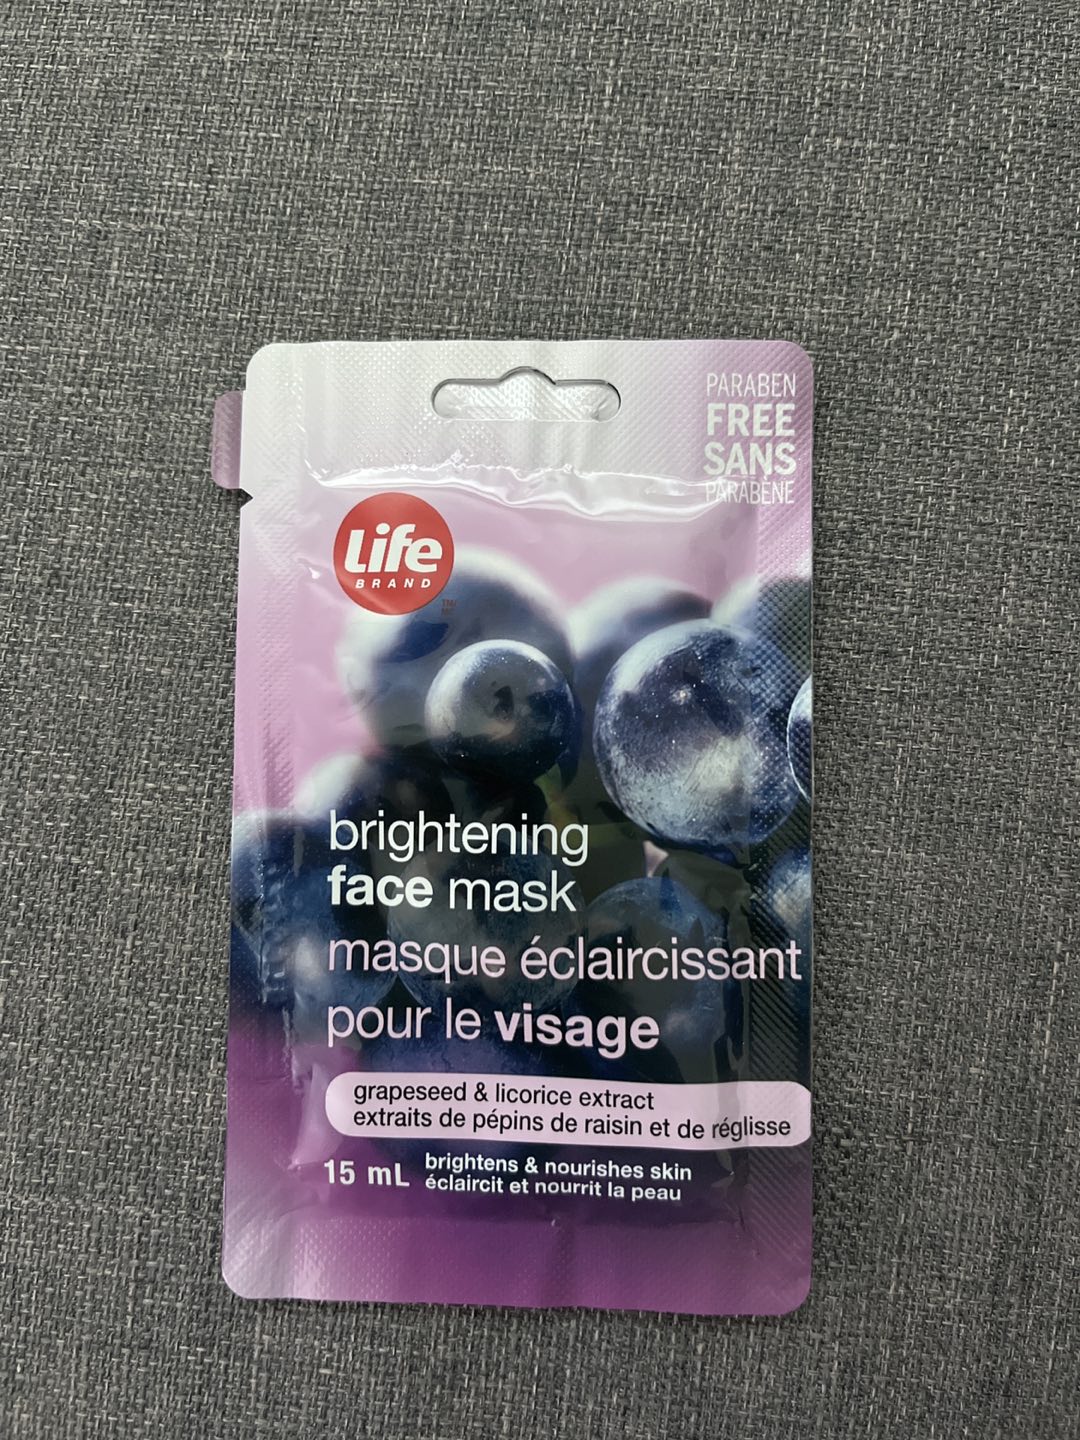 PARABEN
FREE
SANS
PARABÈNE
Life
BRAND
brightening
face mask
masque éclaircissant
pour le visage
grapeseed & licorice extract
extraits de pépins de raisin et de réglisse
15 mL
brightens & nourishes skin
éclaircit et nourrit la peau